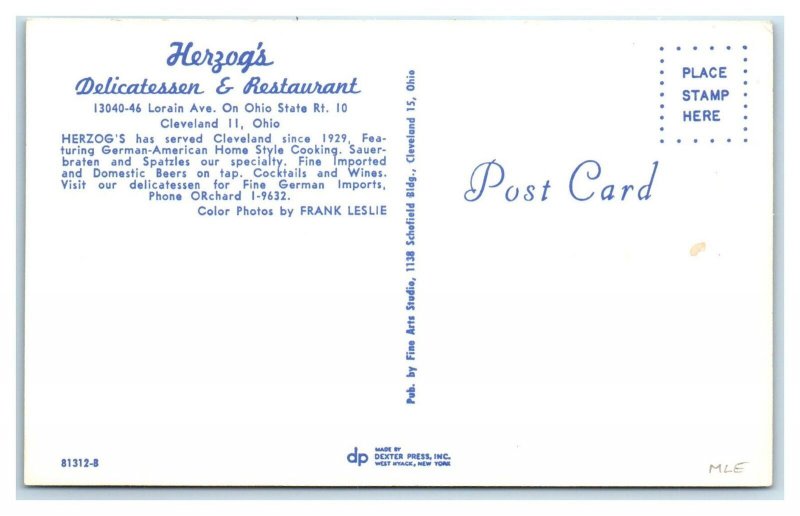 Herzog's
Delicatessen & Restaurant
13040-46 Lorain Ave. On Ohio State Rt. 10
Cleveland 11, Ohio
HERZOG'S has served Cleveland since 1929, Fea-
turing German-American Home Style Cooking. Sauer-
braten and Spatzles our specialty. Fine Imported
and Domestic Beers on tap. Cocktails and Wines.
Visit our delicatessen for Fine German Imports,
Phone ORchard 1-9632.
Color Photos by FRANK LESLIE
81312-B
Pub. by Fine Arts Studio, 1138 Schofield Bldg., Cleveland 15, Ohio
dp
MADE BY
DEXTER PRESS, INC.
WEST NYACK, NEW YORK
PLACE
STAMP
HERE
Post Card
MLE